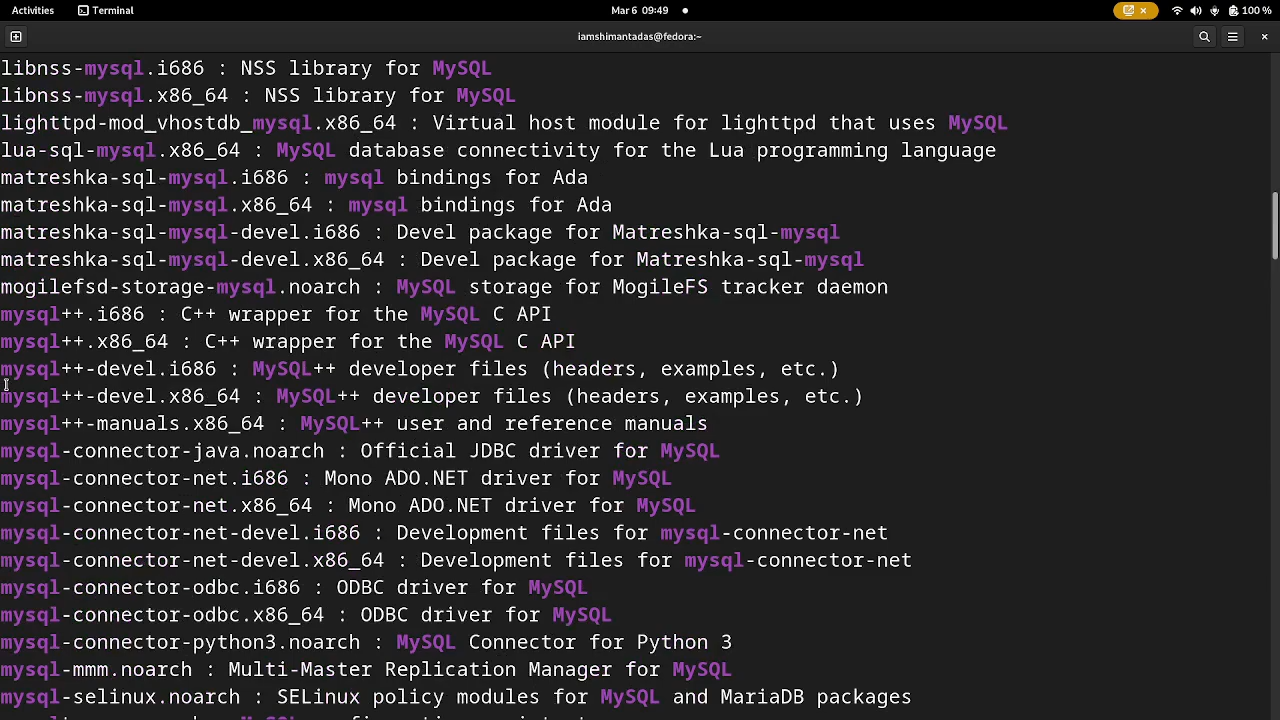 Activities
Terminal
Mar 6 09:49
100 %
iamshimantadas@fedora:~
libnss-mysql.i686 : NSS library for MySQL
libnss-mysql.x86_64 : NSS library for MySQL
lighttpd-mod_vhostdb_mysql.x86_64 : Virtual host module for lighttpd that uses MySQL
lua-sql-mysql.x86_64 : MySQL database connectivity for the Lua programming language
matreshka-sql-mysql.i686 : mysql bindings for Ada
matreshka-sql-mysql.x86_64 : mysql bindings for Ada
matreshka-sql-mysql-devel.i686 : Devel package for Matreshka-sql-mysql
matreshka-sql-mysql-devel.x86_64 : Devel package for Matreshka-sql-mysql
mogilefsd-storage-mysql.noarch : MySQL storage for MogileFS tracker daemon
mysql++.i686 : C++ wrapper for the MySQL C API
mysql++.x86_64 : C++ wrapper for the MySQL C API
mysql++-devel.i686 : MySQL++ developer files (headers, examples, etc.)
mysql++-devel.x86_64 : MySQL++ developer files (headers, examples, etc.)
mysql++-manuals.x86_64 : MySQL++ user and reference manuals
mysql-connector-java.noarch : Official JDBC driver for MySQL
mysql-connector-net.i686 : Mono ADO.NET driver for MySQL
mysql-connector-net.x86_64 : Mono ADO.NET driver for MySQL
mysql-connector-net-devel.i686 : Development files for mysql-connector-net
mysql-connector-net-devel.x86_64 : Development files for mysql-connector-net
mysql-connector-odbc.i686 : ODBC driver for MySQL
mysql-connector-odbc.x86_64 : ODBC driver for MySQL
mysql-connector-python3.noarch : MySQL Connector for Python 3
mysql-mmm.noarch : Multi-Master Replication Manager for MySQL
mysql-selinux.noarch : SELinux policy modules for MySQL and MariaDB packages